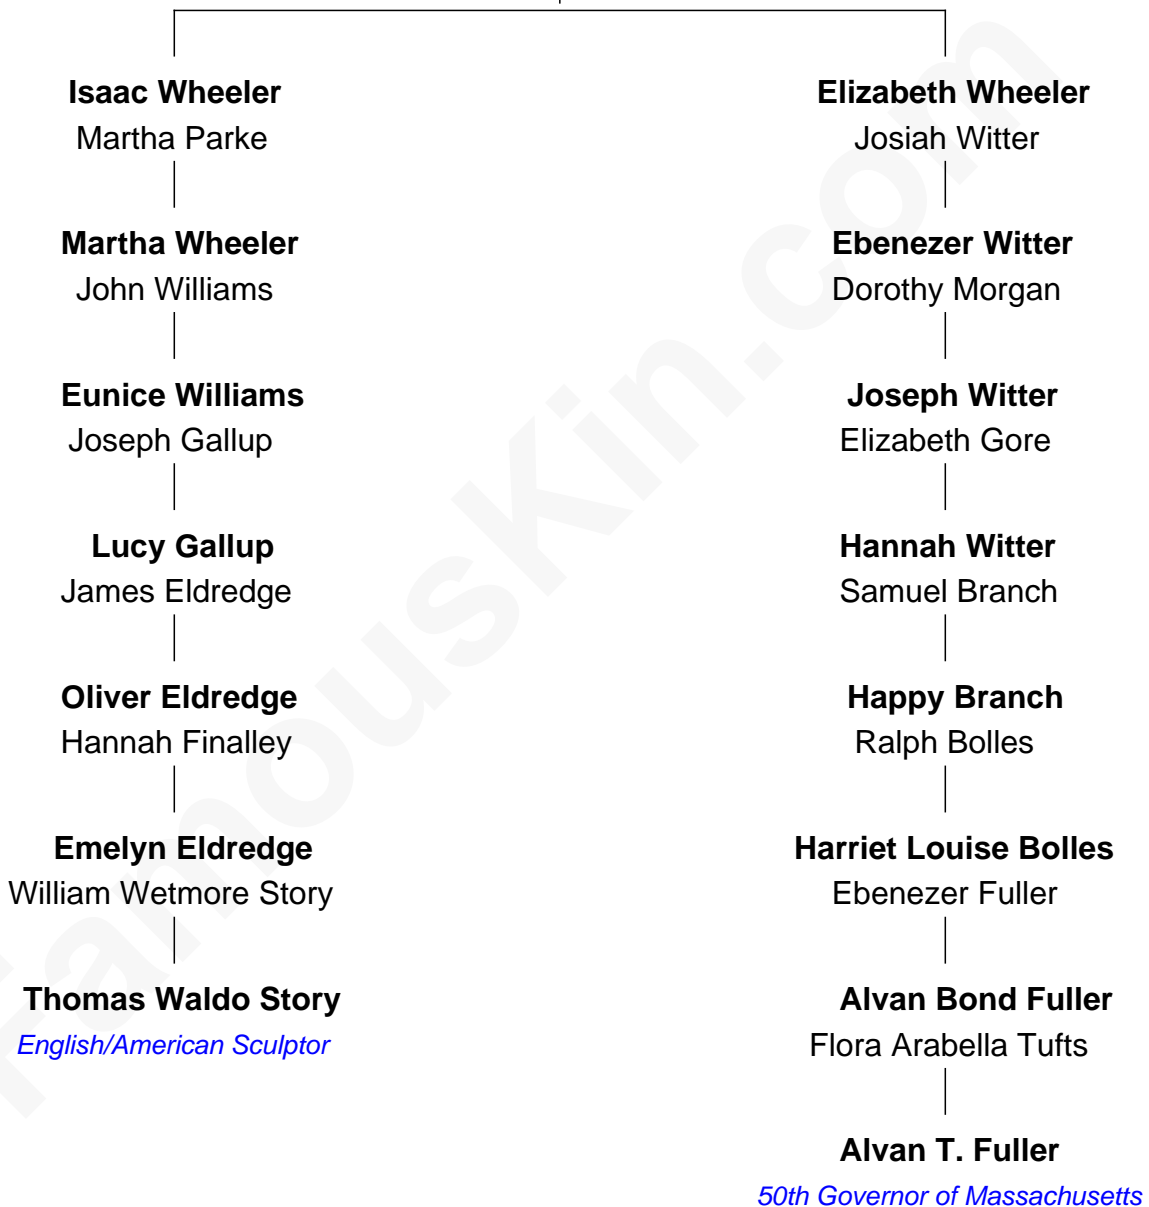 Isaac Wheeler
Martha Parke
Martha Wheeler
John Williams
Eunice Williams
Joseph Gallup
Lucy Gallup
James Eldredge
Oliver Eldredge
Hannah Finalley
Emelyn Eldredge
William Wetmore Story
Thomas Waldo Story
English/American Sculptor
Elizabeth Wheeler
Josiah Witter
Ebenezer Witter
Dorothy Morgan
Joseph Witter
Elizabeth Gore
Hannah Witter
Samuel Branch
Happy Branch
Ralph Bolles
Harriet Louise Bolles
Ebenezer Fuller
Alvan Bond Fuller
Flora Arabella Tufts
Alvan T. Fuller
50th Governor of Massachusetts
FamousKin.com